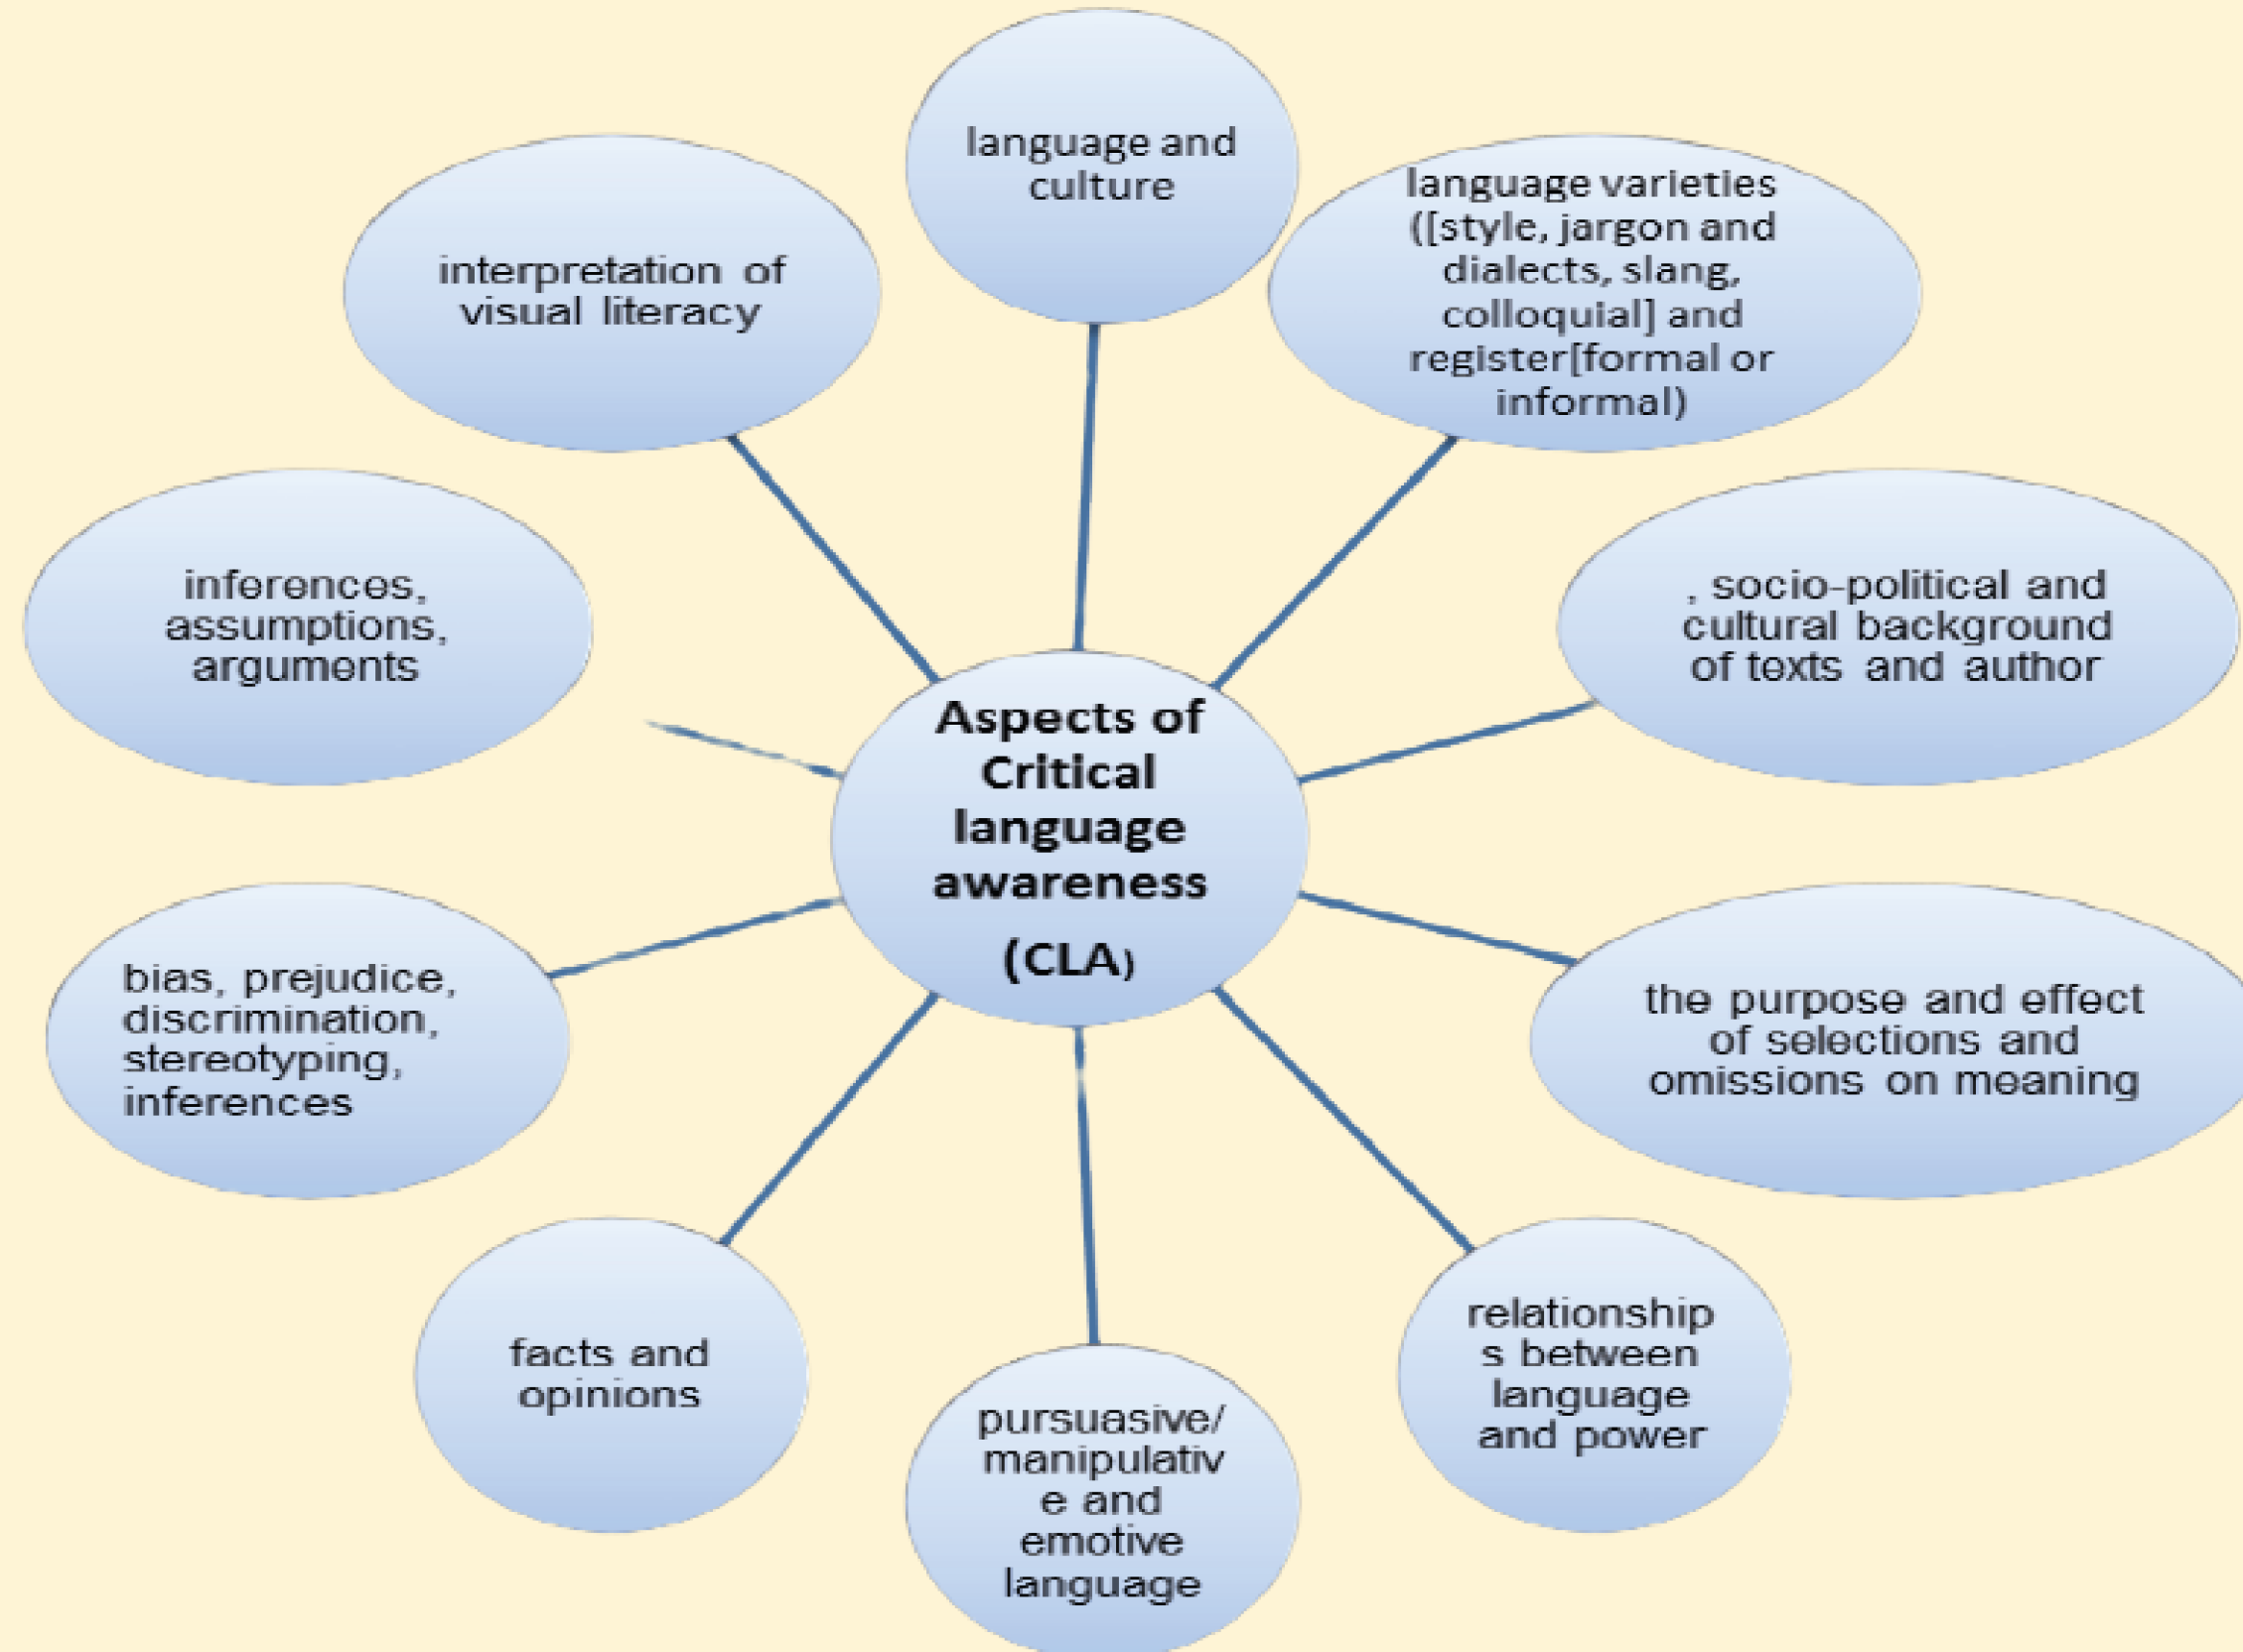 language and
culture
language varieties
([style, jargon and
dialects, slang,
colloquial] and
register[formal or
informal)
, socio-political and
cultural background
of texts and author
the purpose and effect
of selections and
omissions on meaning
relationship
s between
language
and power
pursuasive/
manipulativ
e and
emotive
language
facts and
opinions
bias, prejudice,
discrimination,
stereotyping,
inferences
inferences,
assumptions,
arguments
interpretation of
visual literacy
Aspects of
Critical
language
awareness
(CLA)